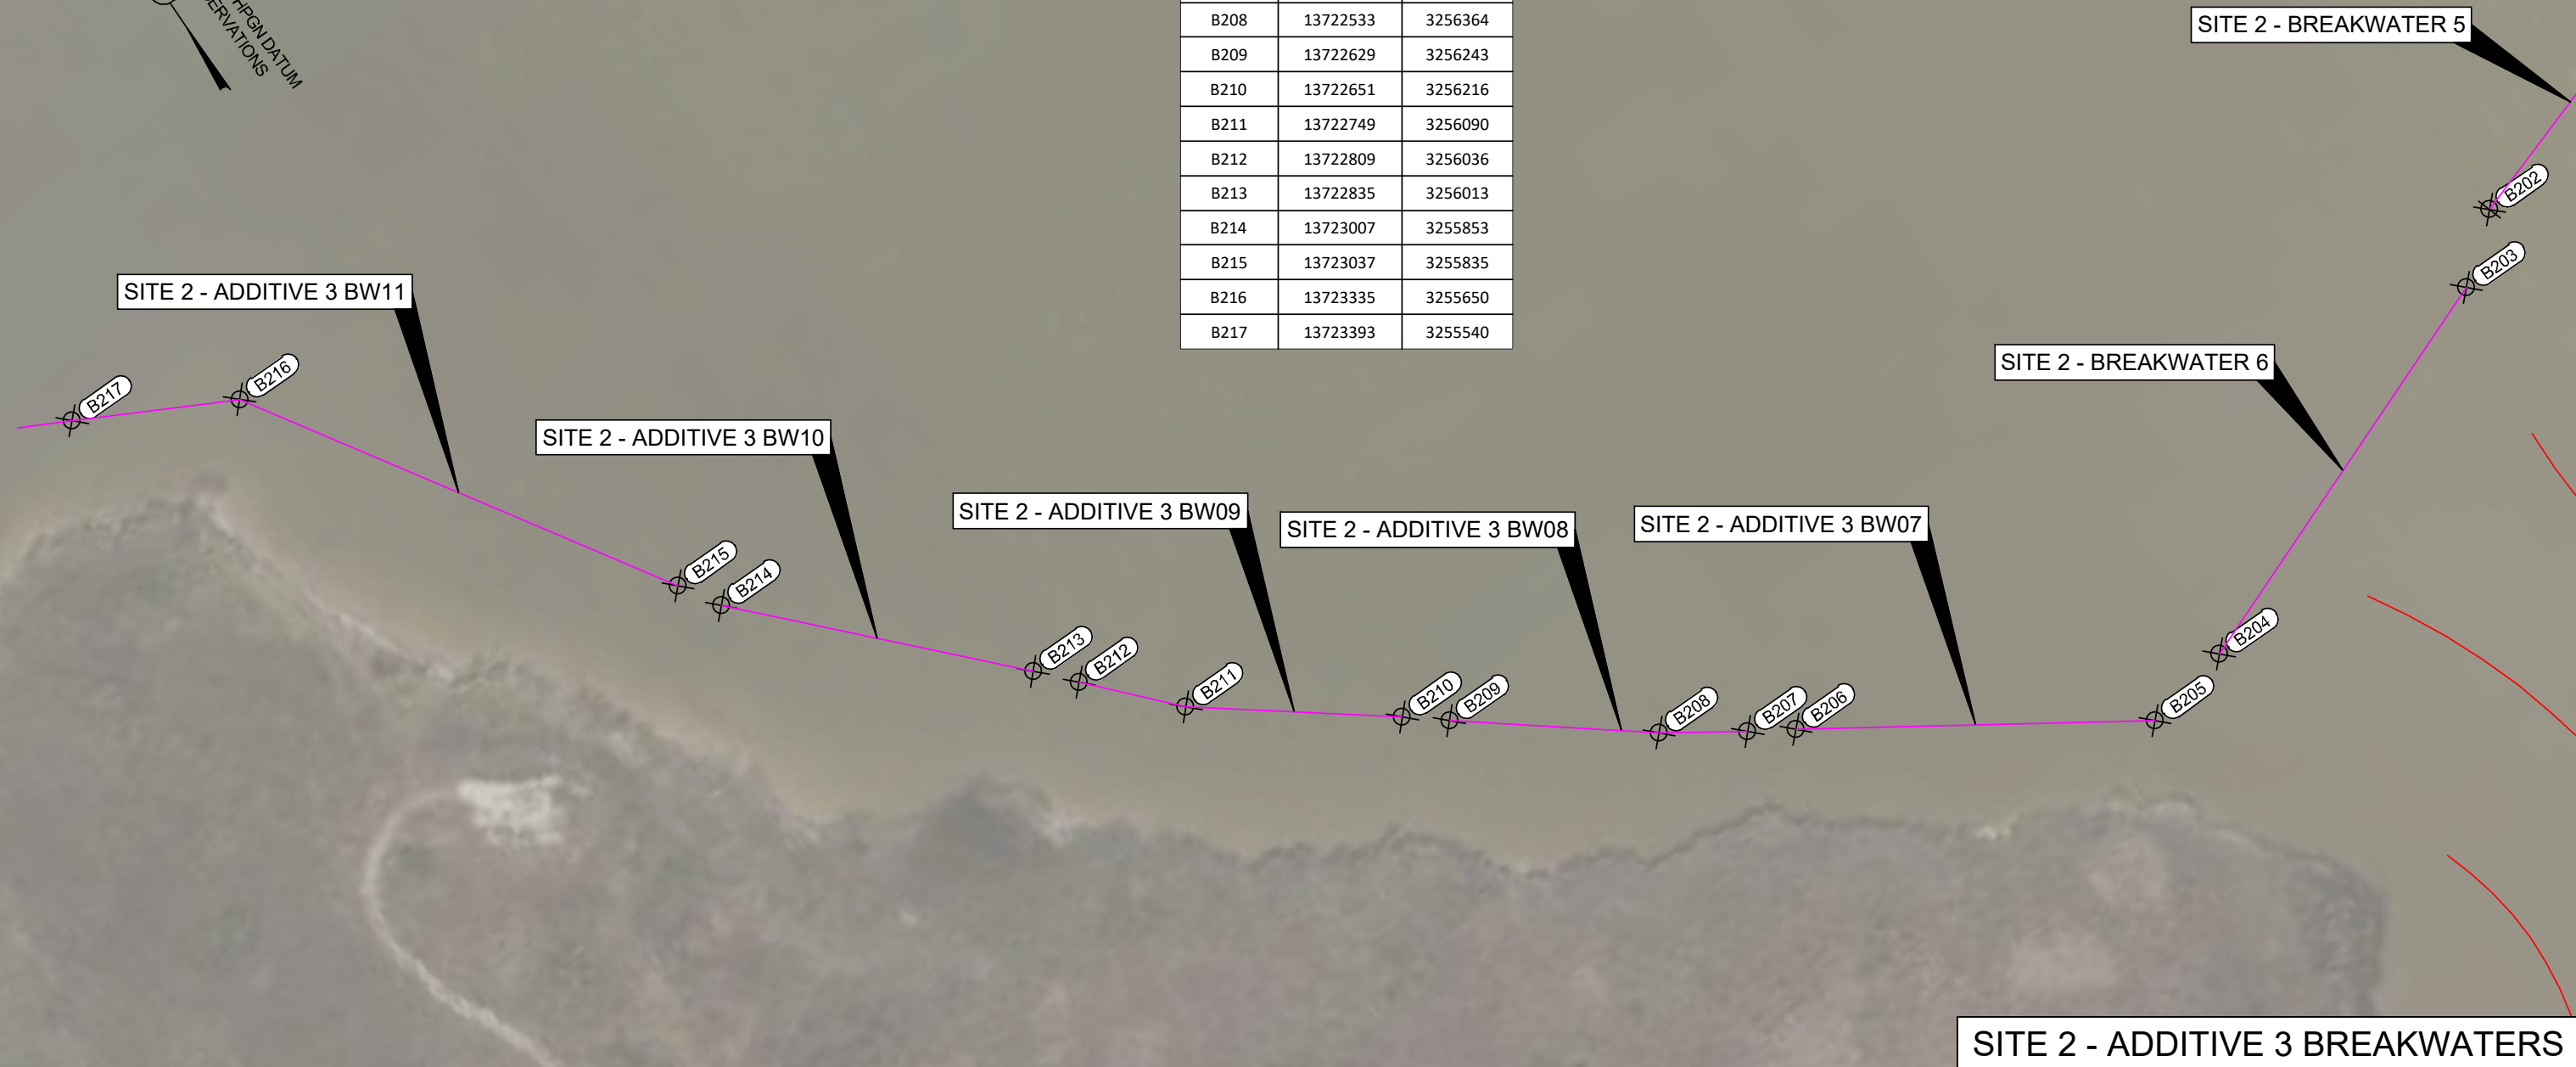 HPGN DATUM
B208 13722533 3256364
B209 13722629 3256243
B210 13722651 3256216
B211 13722749 3256090
B212 13722809 3256036
B213 13722835 3256013
B214 13723007 3255853
B215 13723037 3255835
B216 13723335 3255650
B217 13723393 3255540
SITE 2 - BREAKWATER 5
B202
B203
SITE 2 - ADDITIVE 3 BW11
SITE 2 - BREAKWATER 6
B217
B216
SITE 2 - ADDITIVE 3 BW10
SITE 2 - ADDITIVE 3 BW09
SITE 2 - ADDITIVE 3 BW08
SITE 2 - ADDITIVE 3 BW07
B215
B214
B213
B212
B211
B210
B209
B208
B207
B206
B205
B204
SITE 2 - ADDITIVE 3 BREAKWATERS